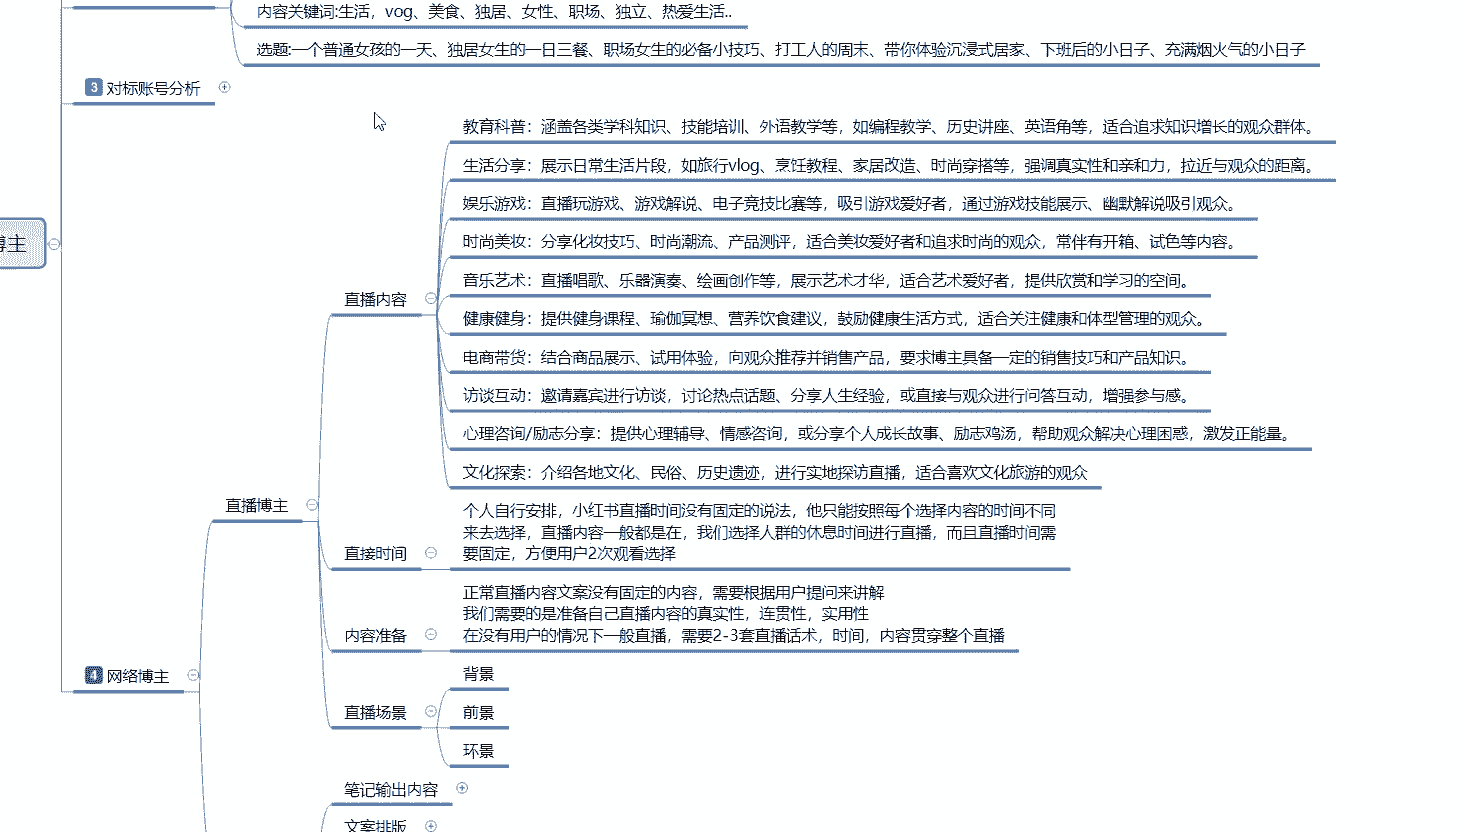 内容关键词:生活，vog、美食、独居、女性、职场、独立、热爱生活..
选题:一个普通女孩的一天、独居女生的一日三餐、职场女生的必备小技巧、打工人的周末、带你体验沉浸式居家、下班后的小日子、充满烟火气的小日子
3 对标账号分析
教育科普：涵盖各类学科知识、技能培训、外语教学等，如编程教学、历史讲座、英语角等，适合追求知识增长的观众群体。
生活分享：展示日常生活片段，如旅行vlog、烹饪教程、家居改造、时尚穿搭等，强调真实性和亲和力，拉近与观众的距离。
娱乐游戏：直播玩游戏、游戏解说、电子竞技比赛等，吸引游戏爱好者，通过游戏技能展示、幽默解说吸引观众。
时尚美妆：分享化妆技巧、时尚潮流、产品测评，适合美妆爱好者和追求时尚的观众，常伴有开箱、试色等内容。
音乐艺术：直播唱歌、乐器演奏、绘画创作等，展示艺术才华，适合艺术爱好者，提供欣赏和学习的空间。
健康健身：提供健身课程、瑜伽冥想、营养饮食建议，鼓励健康生活方式，适合关注健康和体型管理的观众。
电商带货：结合商品展示、试用体验，向观众推荐并销售产品，要求博主具备一定的销售技巧和产品知识。
访谈互动：邀请嘉宾进行访谈，讨论热点话题、分享人生经验，或直接与观众进行问答互动，增强参与感。
心理咨询/励志分享：提供心理辅导、情感咨询，或分享个人成长故事、励志鸡汤，帮助观众解决心理困惑，激发正能量。
文化探索：介绍各地文化、民俗、历史遗迹，进行实地探访直播，适合喜欢文化旅游的观众
直播内容
博主
直播博主
个人自行安排，小红书直播时间没有固定的说法，他只能按照每个选择内容的时间不同
来去选择，直播内容一般都是在，我们选择人群的休息时间进行直播，而且直播时间需
要固定，方便用户2次观看选择
直接时间
正常直播内容文案没有固定的内容，需要根据用户提问来讲解
我们需要的是准备自己直播内容的真实性，连贯性，实用性
在没有用户的情况下一般直播，需要2-3套直播话术，时间，内容贯穿整个直播
内容准备
4 网络博主
直播场景
背景
前景
环景
笔记输出内容
文案排版